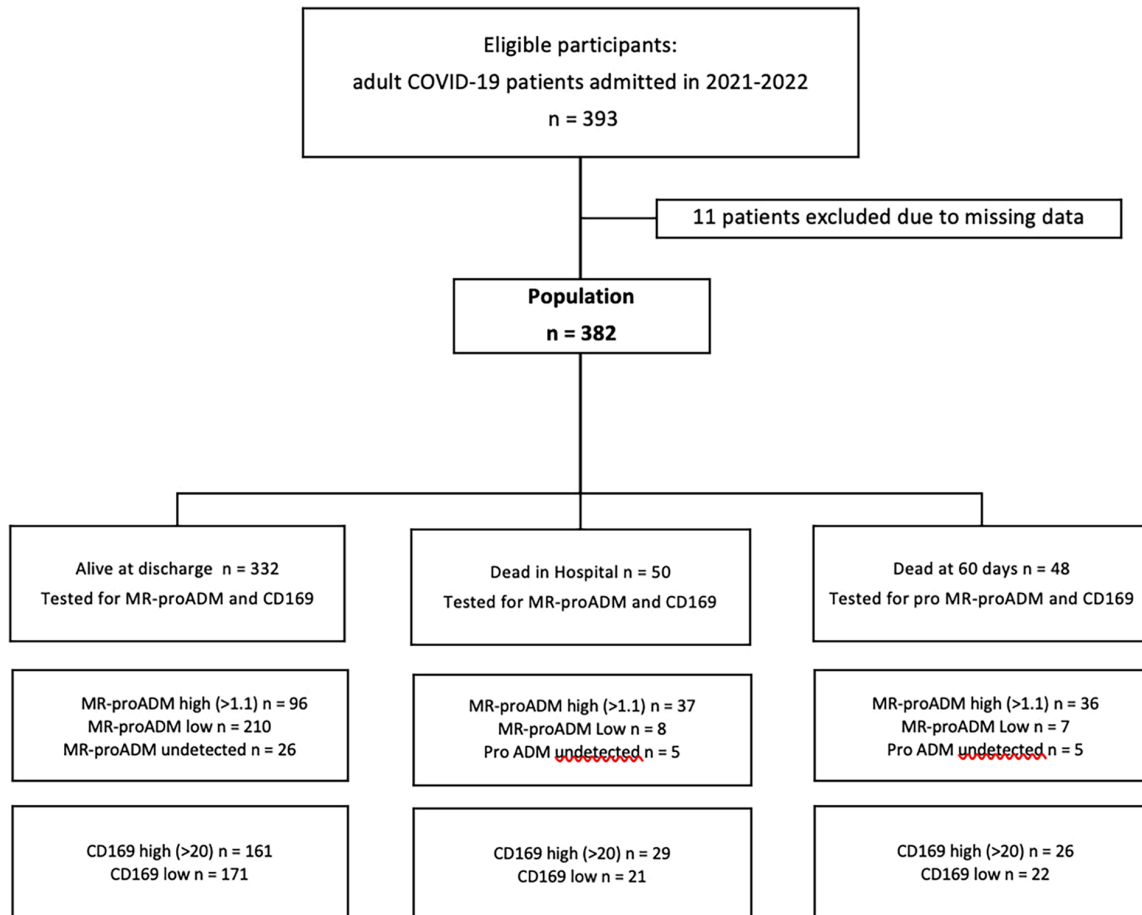 Eligible participants:
adult COVID-19 patients admitted in 2021-2022
n = 393
11 patients excluded due to missing data
Population
n = 382
Alive at discharge n = 332
Tested for MR-proADM and CD169
Dead in Hospital n = 50
Tested for MR-proADM and CD169
Dead at 60 days n = 48
Tested for pro MR-proADM and CD169
MR-proADM high (>1.1) n = 96
MR-proADM low n = 210
MR-proADM undetected n = 26
MR-proADM high (>1.1) n = 37
MR-proADM Low n = 8
Pro ADM undetected n = 5
MR-proADM high (>1.1) n = 36
MR-proADM Low n = 7
Pro ADM undetected n = 5
CD169 high (>20) n = 161
CD169 low n = 171
CD169 high (>20) n = 29
CD169 low n = 21
CD169 high (>20) n = 26
CD169 low n = 22